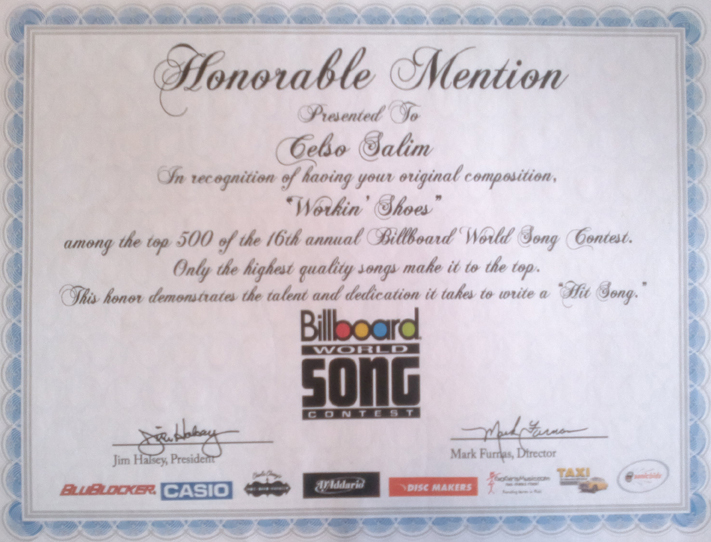 Honorable Mention
Presented To
Celso Salim
In recognition of having your original composition,
"Workin' Shoes"
among the top 500 of the 16th annual Billboard World Song Contest.
Only the highest quality songs make it to the top.
This honor demonstrates the talent and dedication it takes to write a "Hit Song."
Billboard
WORLD
SONG
CONTEST
Jim Halsey, President
Mark Furnas, Director
BLUBLOCKER. CASIO D'Addario DISC MAKERS TAXI